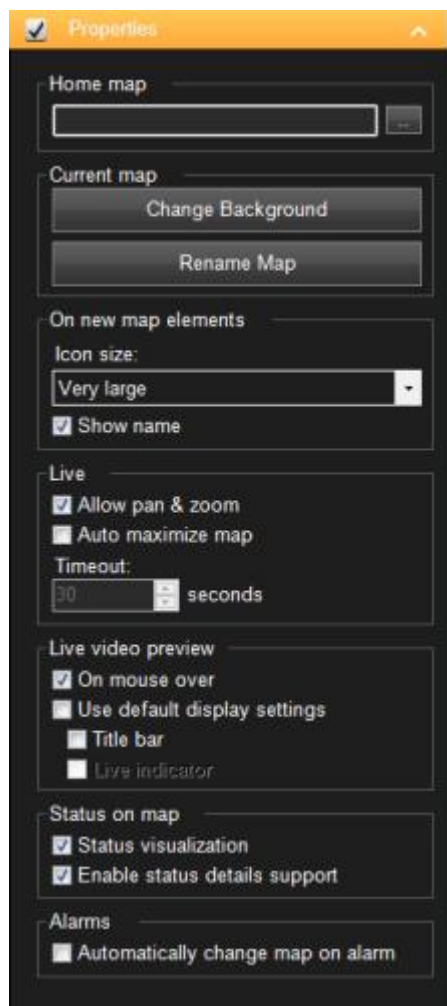 Properties
Home map
...
Current map
Change Background
Rename Map
On new map elements
Icon size:
Very large
Show name
Live
Allow pan & zoom
Auto maximize map
Timeout:
30 seconds
Live video preview
On mouse over
Use default display settings
Title bar
Live indicator
Status on map
Status visualization
Enable status details support
Alarms
Automatically change map on alarm